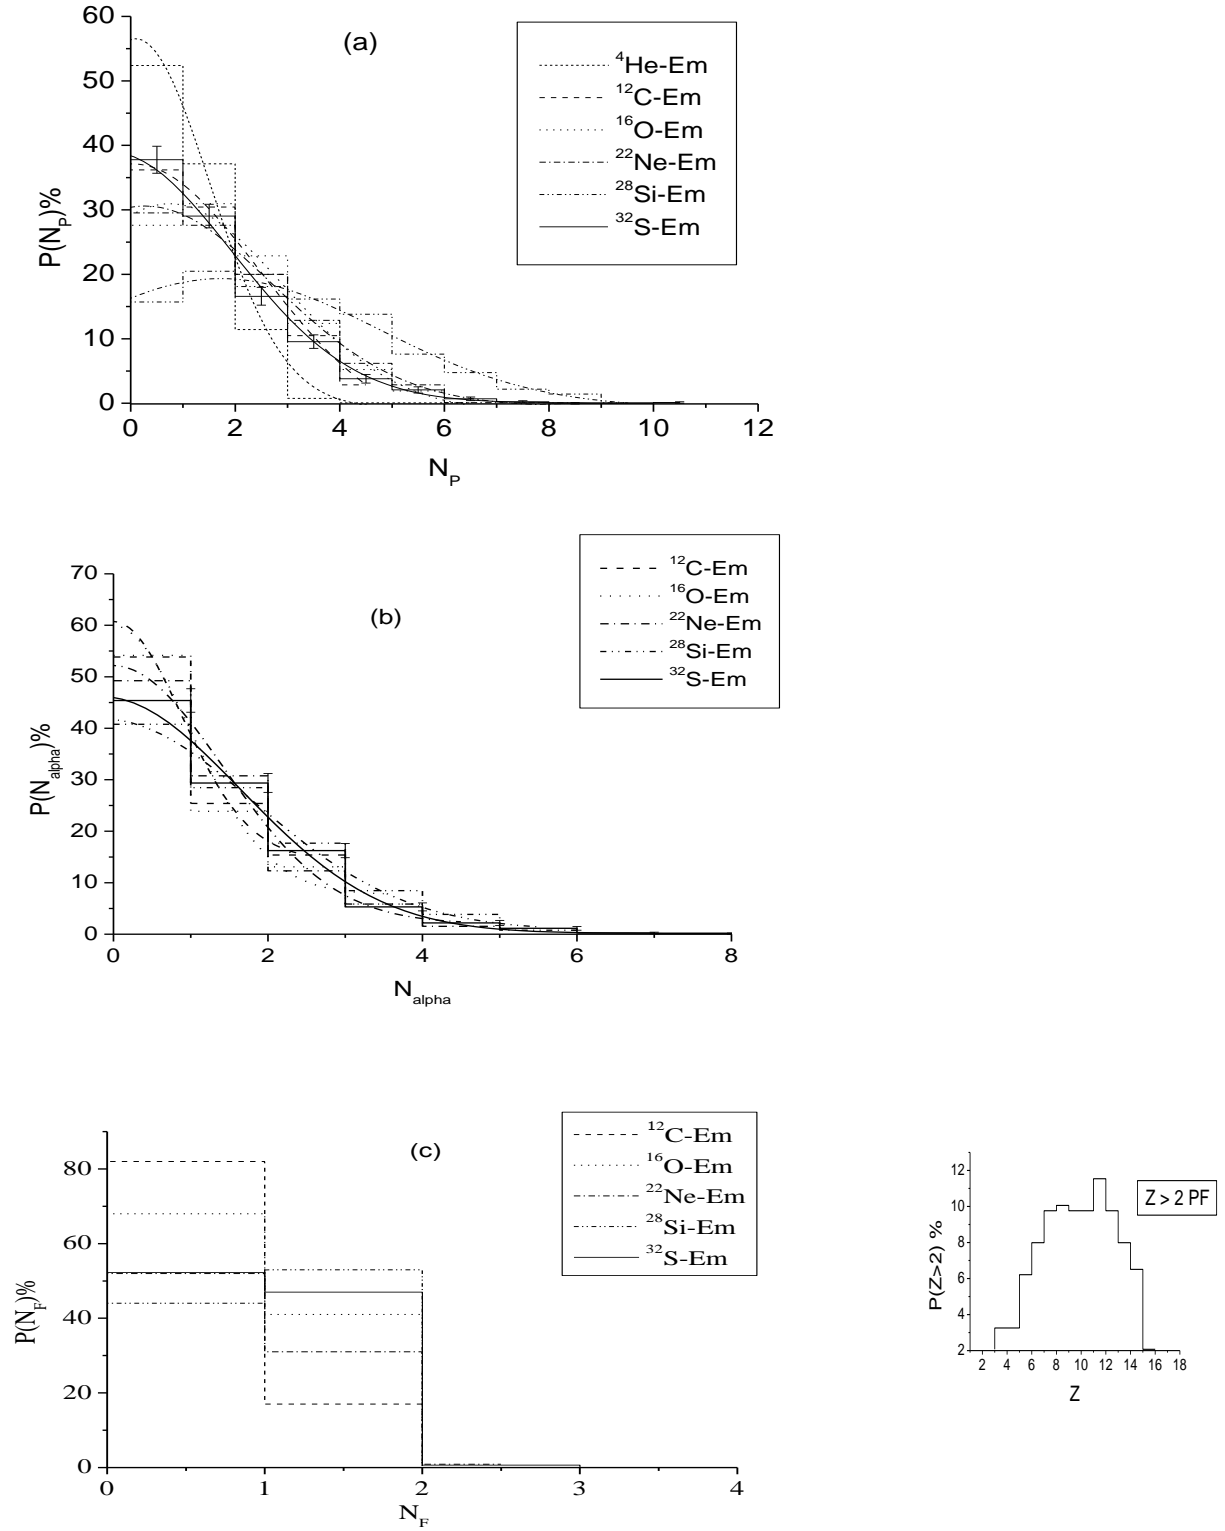 (a)
60
50
40
30
20
10
0
P(N_P)%
0 2 4 6 8 10 12
N_P
⁴He-Em
¹²C-Em
¹⁶O-Em
²²Ne-Em
²⁸Si-Em
³²S-Em
(b)
70
60
50
40
30
20
10
0
P(N_alpha)%
0 2 4 6 8
N_alpha
¹²C-Em
¹⁶O-Em
²²Ne-Em
²⁸Si-Em
³²S-Em
(c)
80
60
40
20
0
P(N_F)%
0 1 2 3 4
N_F
¹²C-Em
¹⁶O-Em
²²Ne-Em
²⁸Si-Em
³²S-Em
12
10
8
6
4
2
P(Z>2) %
2 4 6 8 10 12 14 16 18
Z
Z > 2 PF